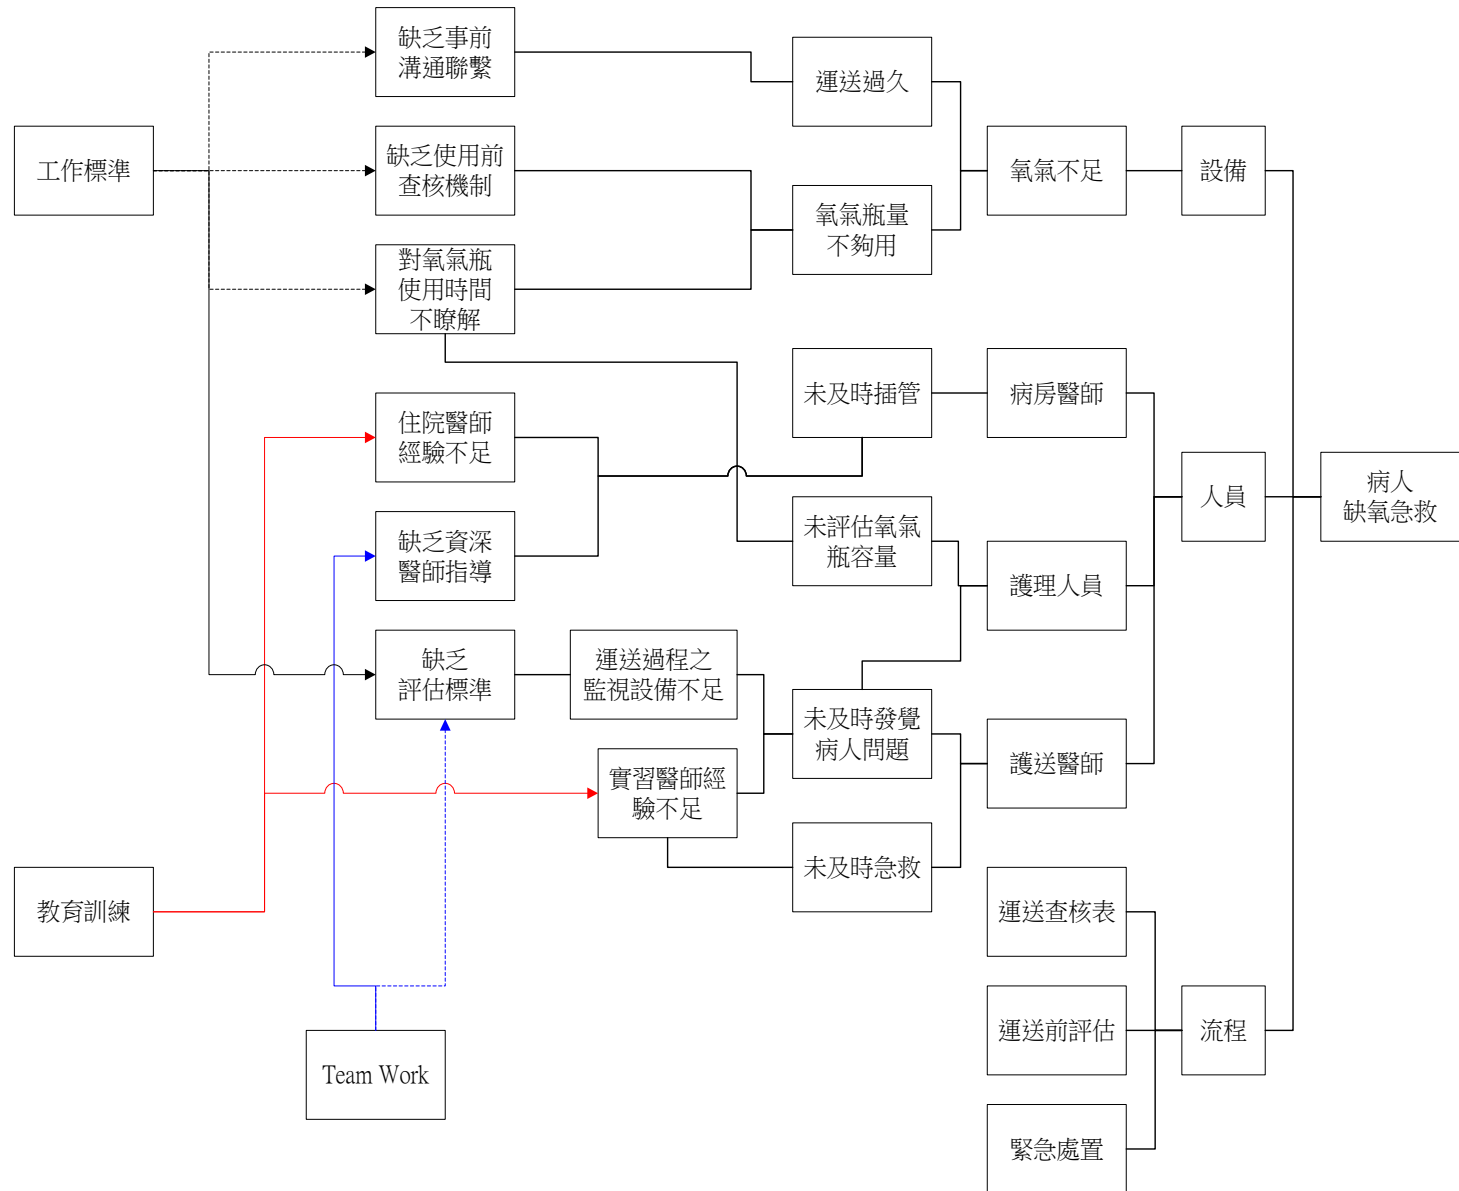 缺乏事前
溝通聯繫
運送過久
工作標準
缺乏使用前
查核機制
氧氣不足
設備
氧氣瓶量
不夠用
對氧氣瓶
使用時間
不瞭解
未及時插管
病房醫師
住院醫師
經驗不足
人員
病人
缺氧急救
缺乏資深
醫師指導
未評估氧氣
瓶容量
護理人員
缺乏
評估標準
運送過程之
監視設備不足
未及時發覺
病人問題
護送醫師
實習醫師經
驗不足
未及時急救
教育訓練
運送查核表
運送前評估
流程
Team Work
緊急處置